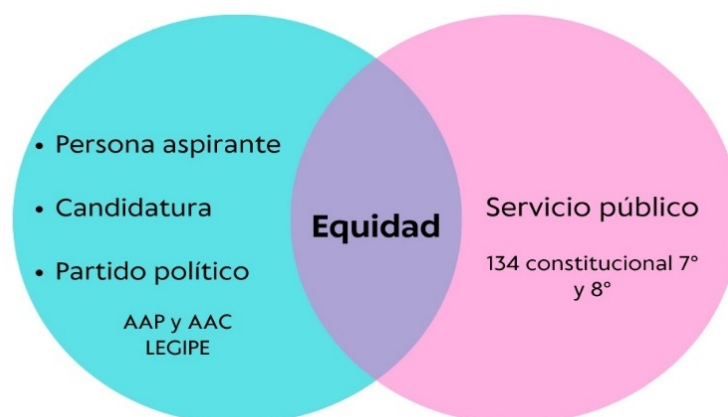 • Persona aspirante
• Candidatura
• Partido político
AAP y AAC
LEGIPE
Equidad
Servicio público
134 constitucional 7°
y 8°